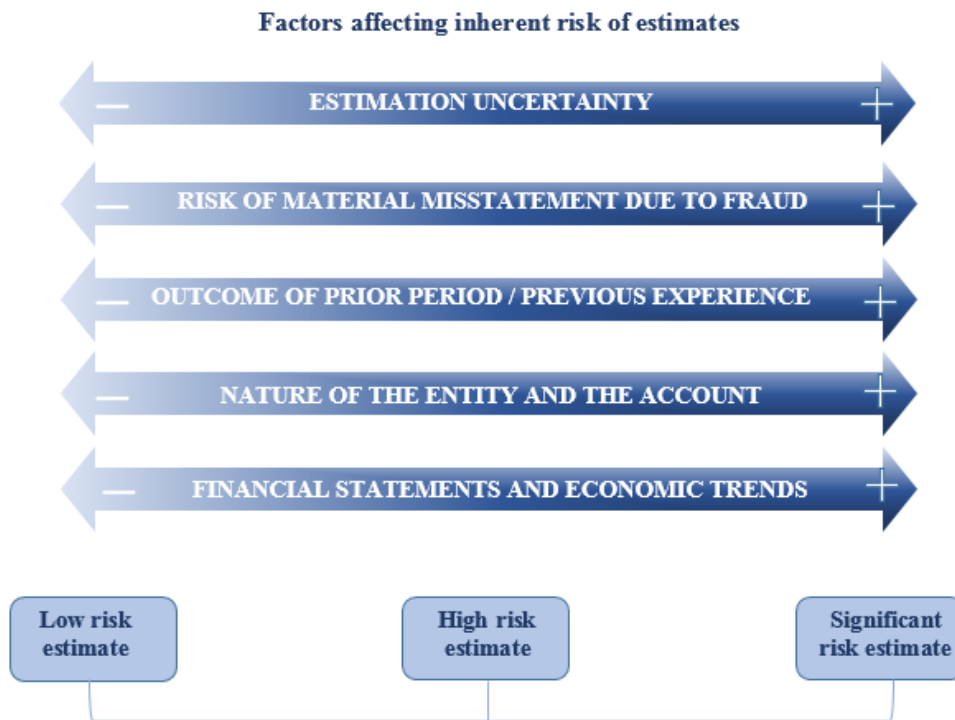 Factors affecting inherent risk of estimates
— ESTIMATION UNCERTAINTY +
— RISK OF MATERIAL MISSTATEMENT DUE TO FRAUD +
— OUTCOME OF PRIOR PERIOD / PREVIOUS EXPERIENCE +
— NATURE OF THE ENTITY AND THE ACCOUNT +
— FINANCIAL STATEMENTS AND ECONOMIC TRENDS +
Low risk
estimate
High risk
estimate
Significant
risk estimate